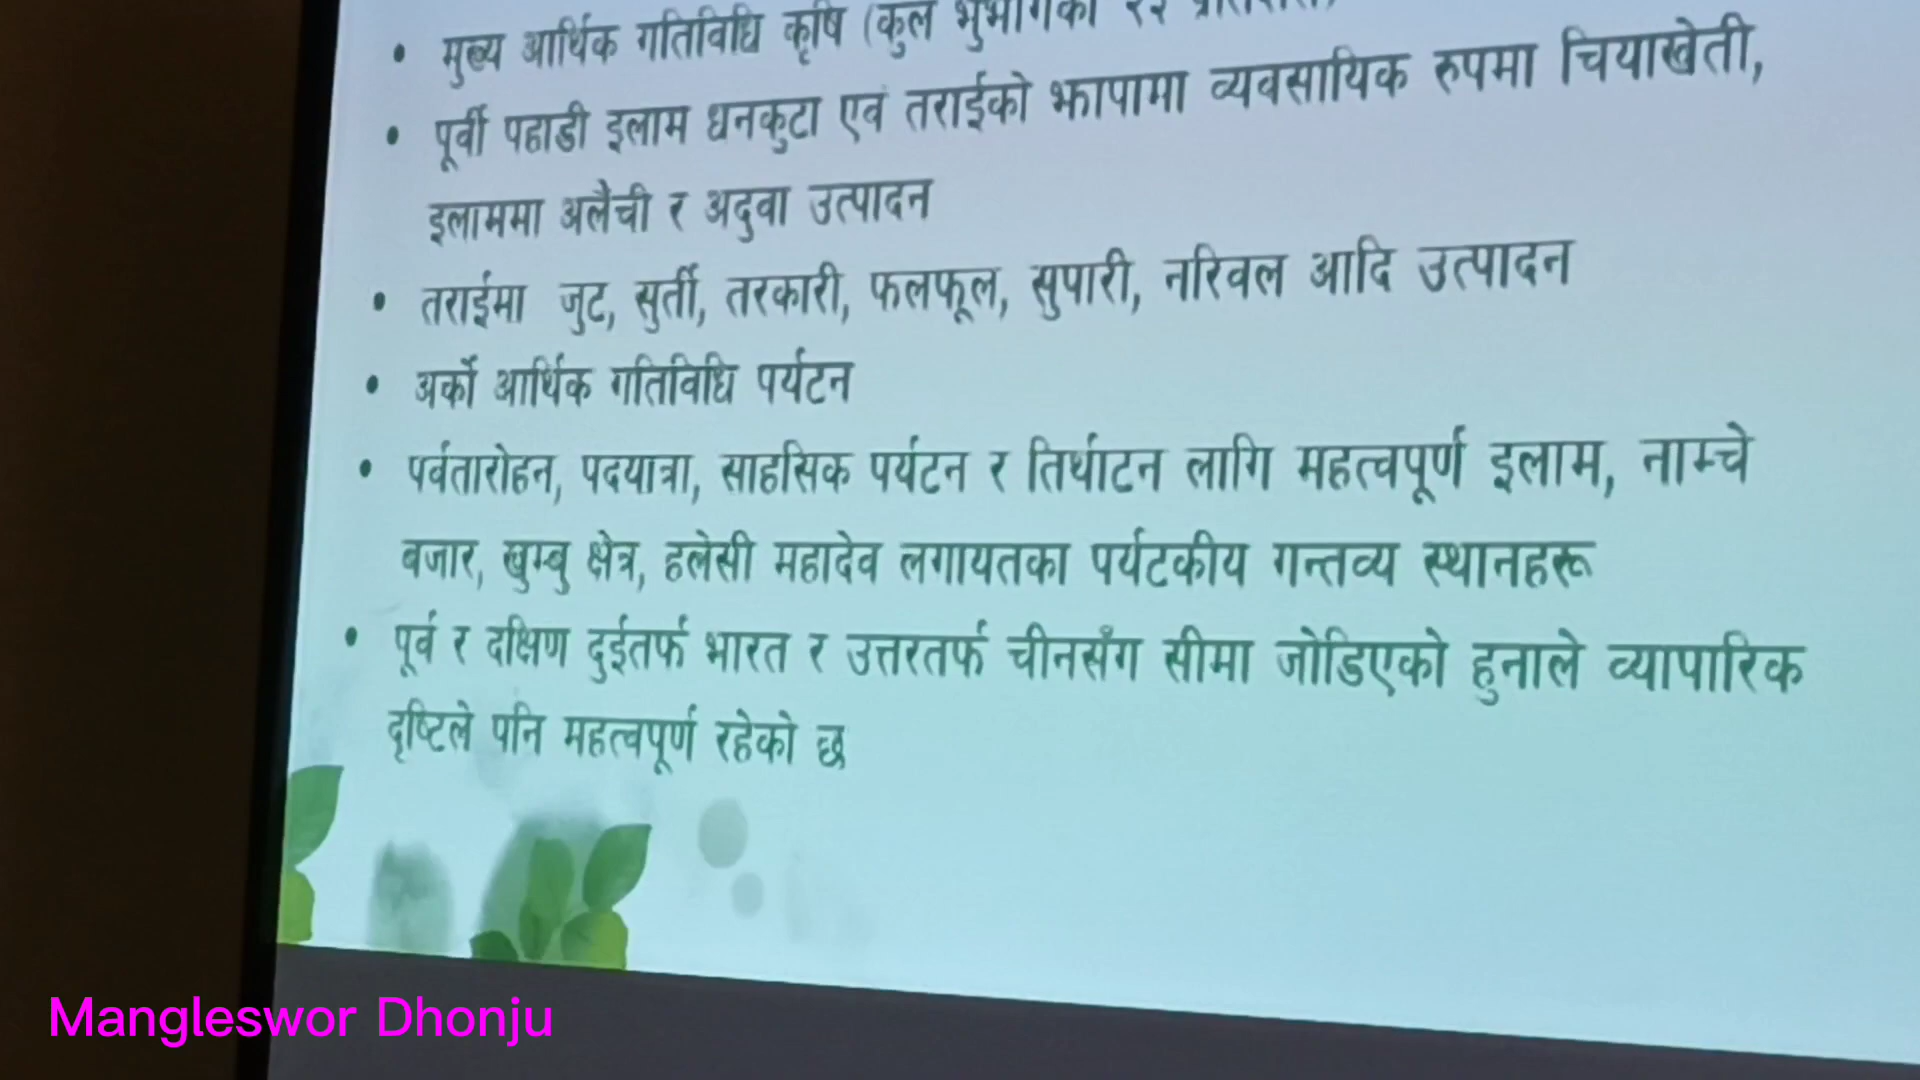 मुख्य आर्थिक गतिविधि कृषि (कुल भुभागको
पूर्वी पहाडी इलाम धनकुटा एवं तराईको झापामा व्यवसायिक रुपमा चियाखेती,
इलाममा अलैंची र अदुवा उत्पादन
तराईमा जुट, सुर्ती, तरकारी, फलफूल, सुपारी, नरिवल आदि उत्पादन
अर्को आर्थिक गतिविधि पर्यटन
पर्वतारोहन, पदयात्रा, साहसिक पर्यटन र तिर्थाटन लागि महत्वपूर्ण इलाम, नाम्चे
बजार, खुम्बु क्षेत्र, हलेसी महादेव लगायतका पर्यटकीय गन्तव्य स्थानहरू
पूर्व र दक्षिण दुईतर्फ भारत र उत्तरतर्फ चीनसँग सीमा जोडिएको हुनाले व्यापारिक
दृष्टिले पनि महत्वपूर्ण रहेको छ
Mangleswor Dhonju